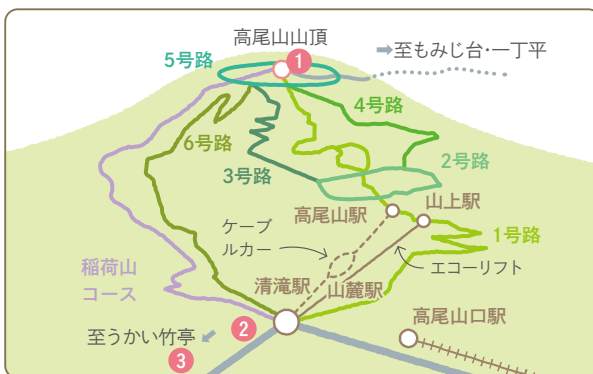 高尾山山頂
1
5号路
➡至もみじ台・一丁平
4号路
6号路
2号路
3号路
山上駅
高尾山駅
ケーブ
ルカー
1号路
稲荷山
コース
エコーリフト
清滝駅
山麓駅
高尾山口駅
2
至うかい竹亭
3